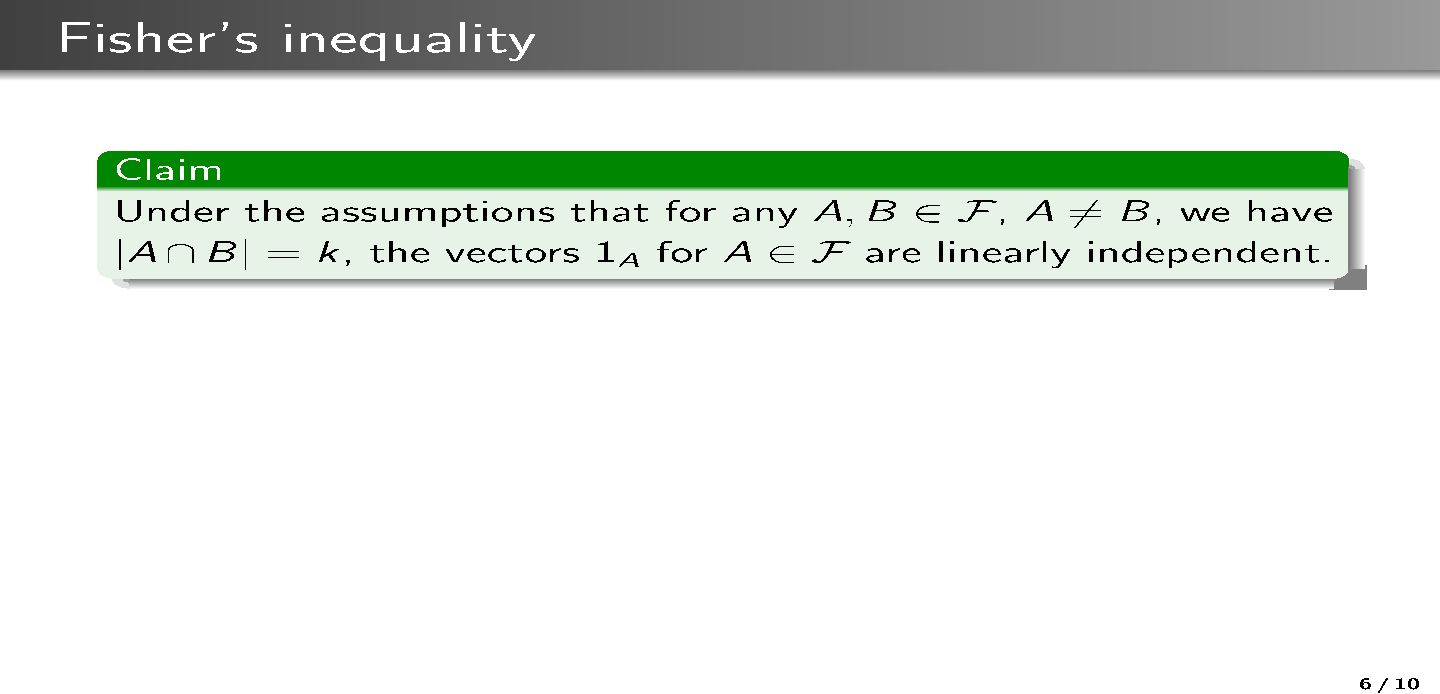 Fisher's inequality
Claim
Under the assumptions that for any A, B ∈ ℱ, A ≠ B, we have
|A ∩ B| = k, the vectors 1_A for A ∈ ℱ are linearly independent.
6 / 10